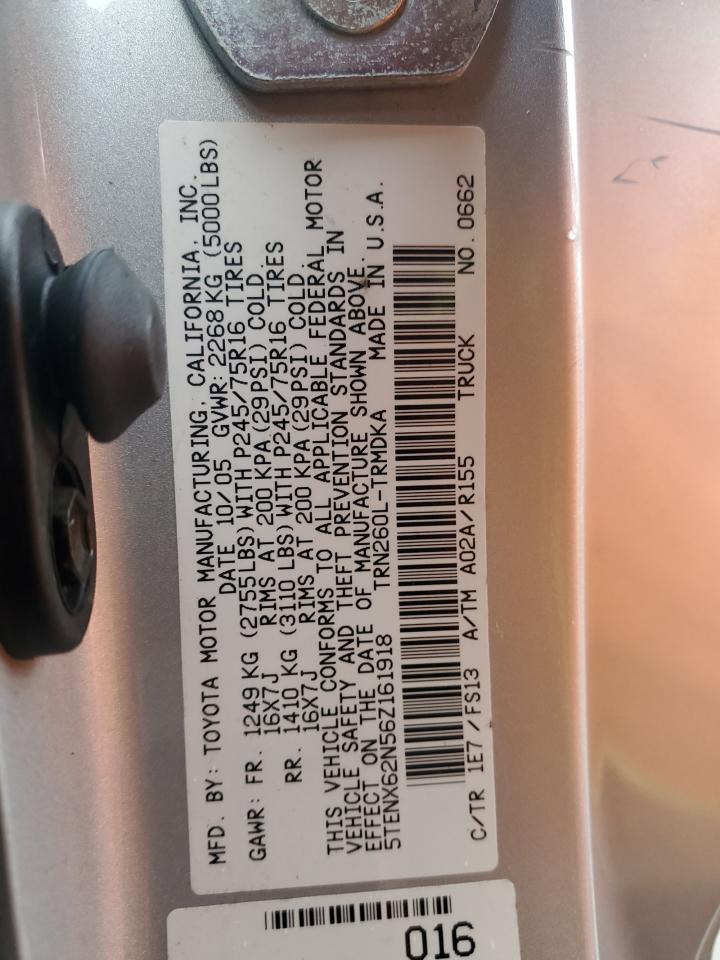 MFD. BY: TOYOTA MOTOR MANUFACTURING, CALIFORNIA, INC.
DATE 10/05 GVWR: 2268 KG (5000 LBS)
GAWR: FR. 1249 KG (2755LBS) WITH P245/75R16 TIRES
16X7J RIMS AT 200 KPA (29PSI) COLD
RR. 1410 KG (3110 LBS) WITH P245/75R16 TIRES
16X7J RIMS AT 200 KPA (29PSI) COLD
THIS VEHICLE CONFORMS TO ALL APPLICABLE FEDERAL MOTOR
VEHICLE SAFETY AND THEFT PREVENTION STANDARDS IN
EFFECT ON THE DATE OF MANUFACTURE SHOWN ABOVE.
5TENX62N56Z161918 TRN260L-TRMDKA MADE IN U.S.A.
C/TR 1E7/FS13 A/TM A02A/R155 TRUCK NO. 0662
016